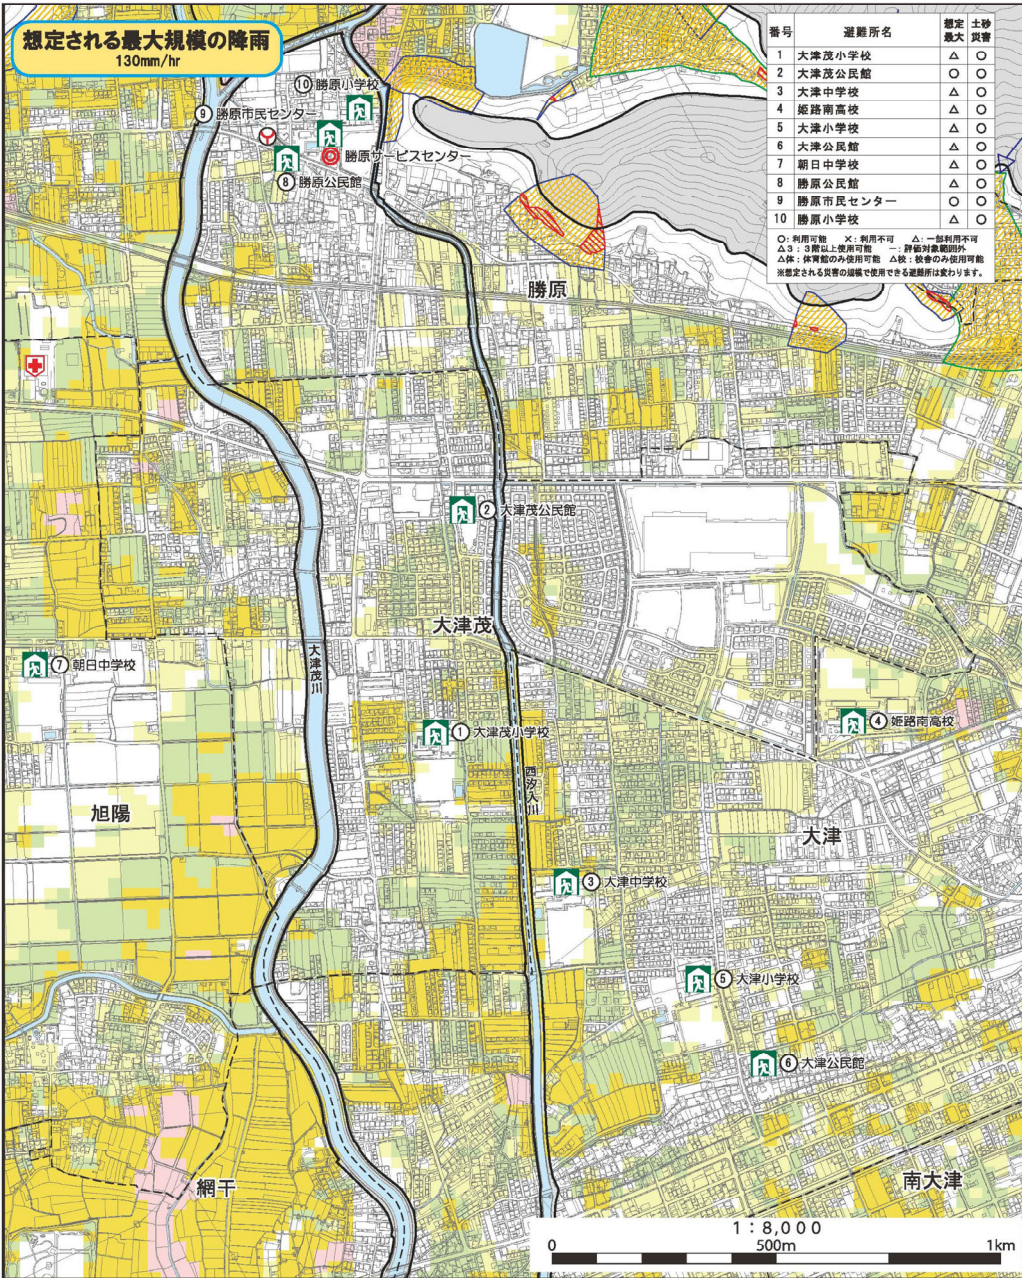 想定される最大規模の降雨
130mm/hr
番号 避難所名 想定最大 土砂災害
1 大津茂小学校 △ ○
2 大津茂公民館 ○ ○
3 大津中学校 △ ○
4 姫路南高校 △ ○
5 大津小学校 △ ○
6 大津公民館 △ ○
7 朝日中学校 △ ○
8 勝原公民館 △ ○
9 勝原市民センター ○ ○
10 勝原小学校 △ ○
○:利用可能 ×:利用不可 △:一部利用不可
△3:3階以上使用可能 -:評価対象範囲外
△体:体育館のみ使用可能 △校:校舎のみ使用可能
※想定される災害の規模で使用できる避難所は変わります。
⑩ 勝原小学校
⑨ 勝原市民センター
勝原サービスセンター
⑧ 勝原公民館
勝原
② 大津茂公民館
大津茂
大津茂川
⑦ 朝日中学校
④ 姫路南高校
① 大津茂小学校
西汐入川
旭陽
大津
③ 大津中学校
⑤ 大津小学校
⑥ 大津公民館
網干
南大津
1:8,000
0 500m 1km